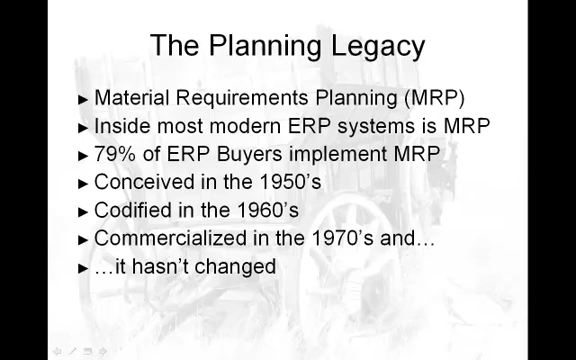 The Planning Legacy
► Material Requirements Planning (MRP)
► Inside most modern ERP systems is MRP
► 79% of ERP Buyers implement MRP
► Conceived in the 1950's
► Codified in the 1960's
► Commercialized in the 1970's and…
► …it hasn't changed